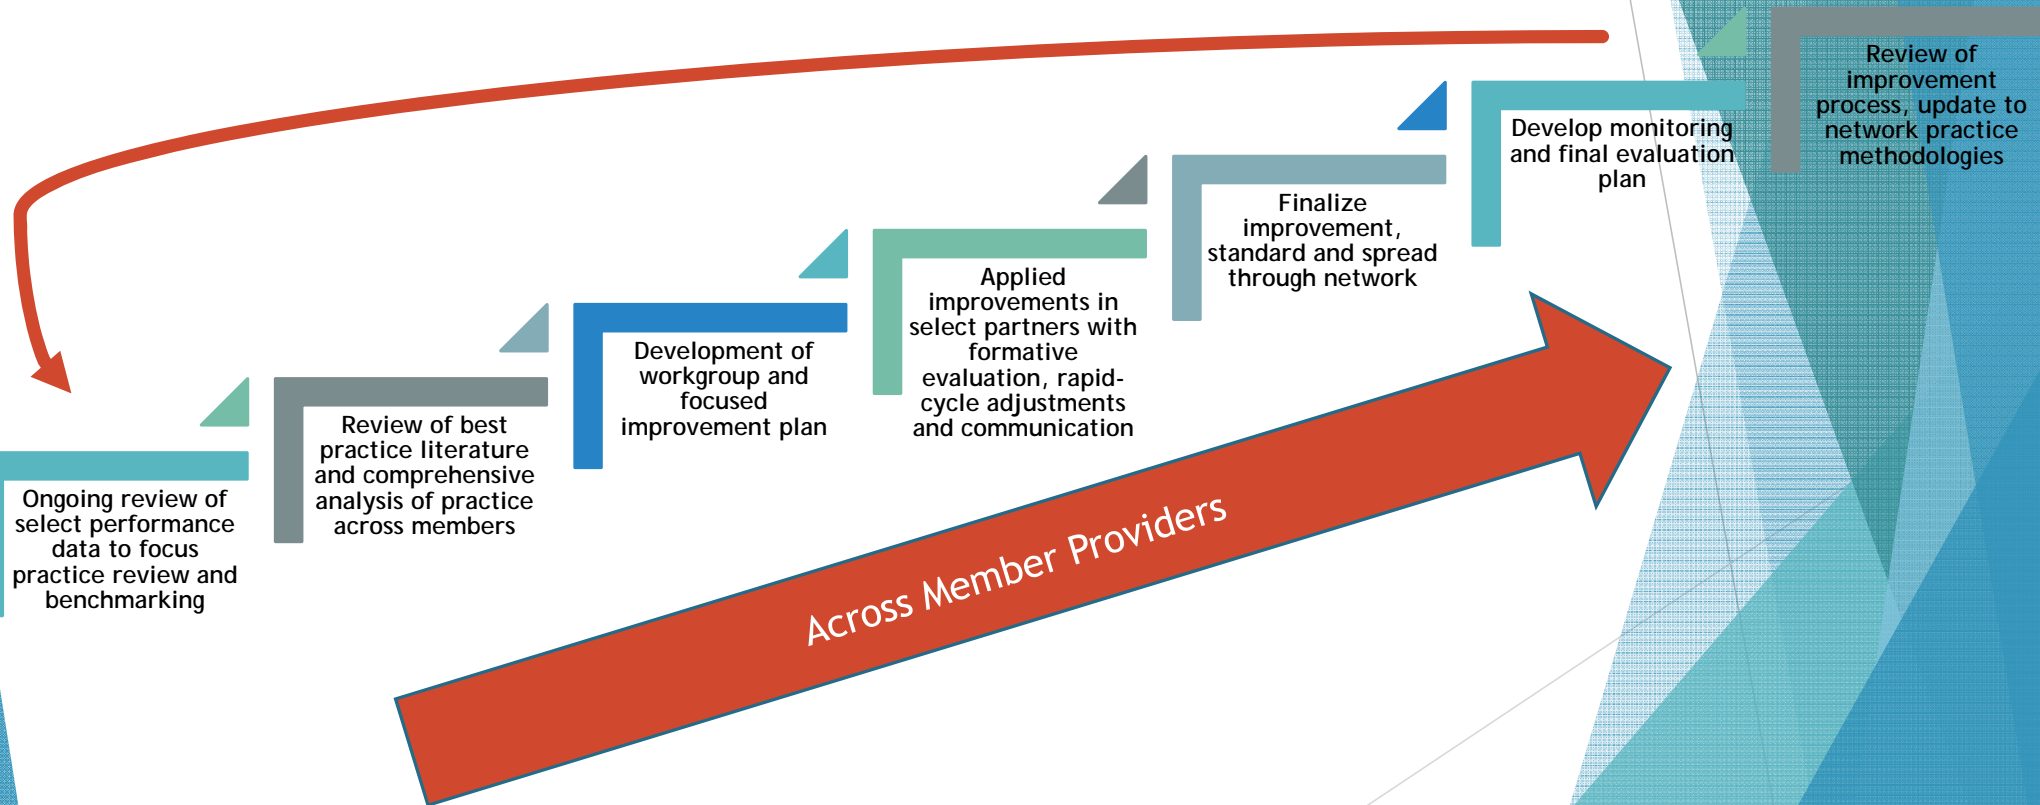 Ongoing review of
select performance
data to focus
practice review and
benchmarking
Review of best
practice literature
and comprehensive
analysis of practice
across members
Development of
workgroup and
focused
improvement plan
Applied
improvements in
select partners with
formative
evaluation, rapid-
cycle adjustments
and communication
Finalize
improvement,
standard and spread
through network
Develop monitoring
and final evaluation
plan
Review of
improvement
process, update to
network practice
methodologies
Across Member Providers